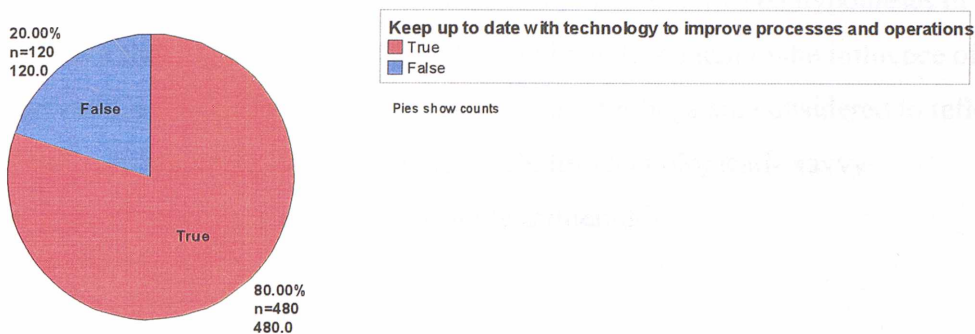 20.00%
n=120
120.0
False
True
80.00%
n=480
480.0
Keep up to date with technology to improve processes and operations
True
False
Pies show counts